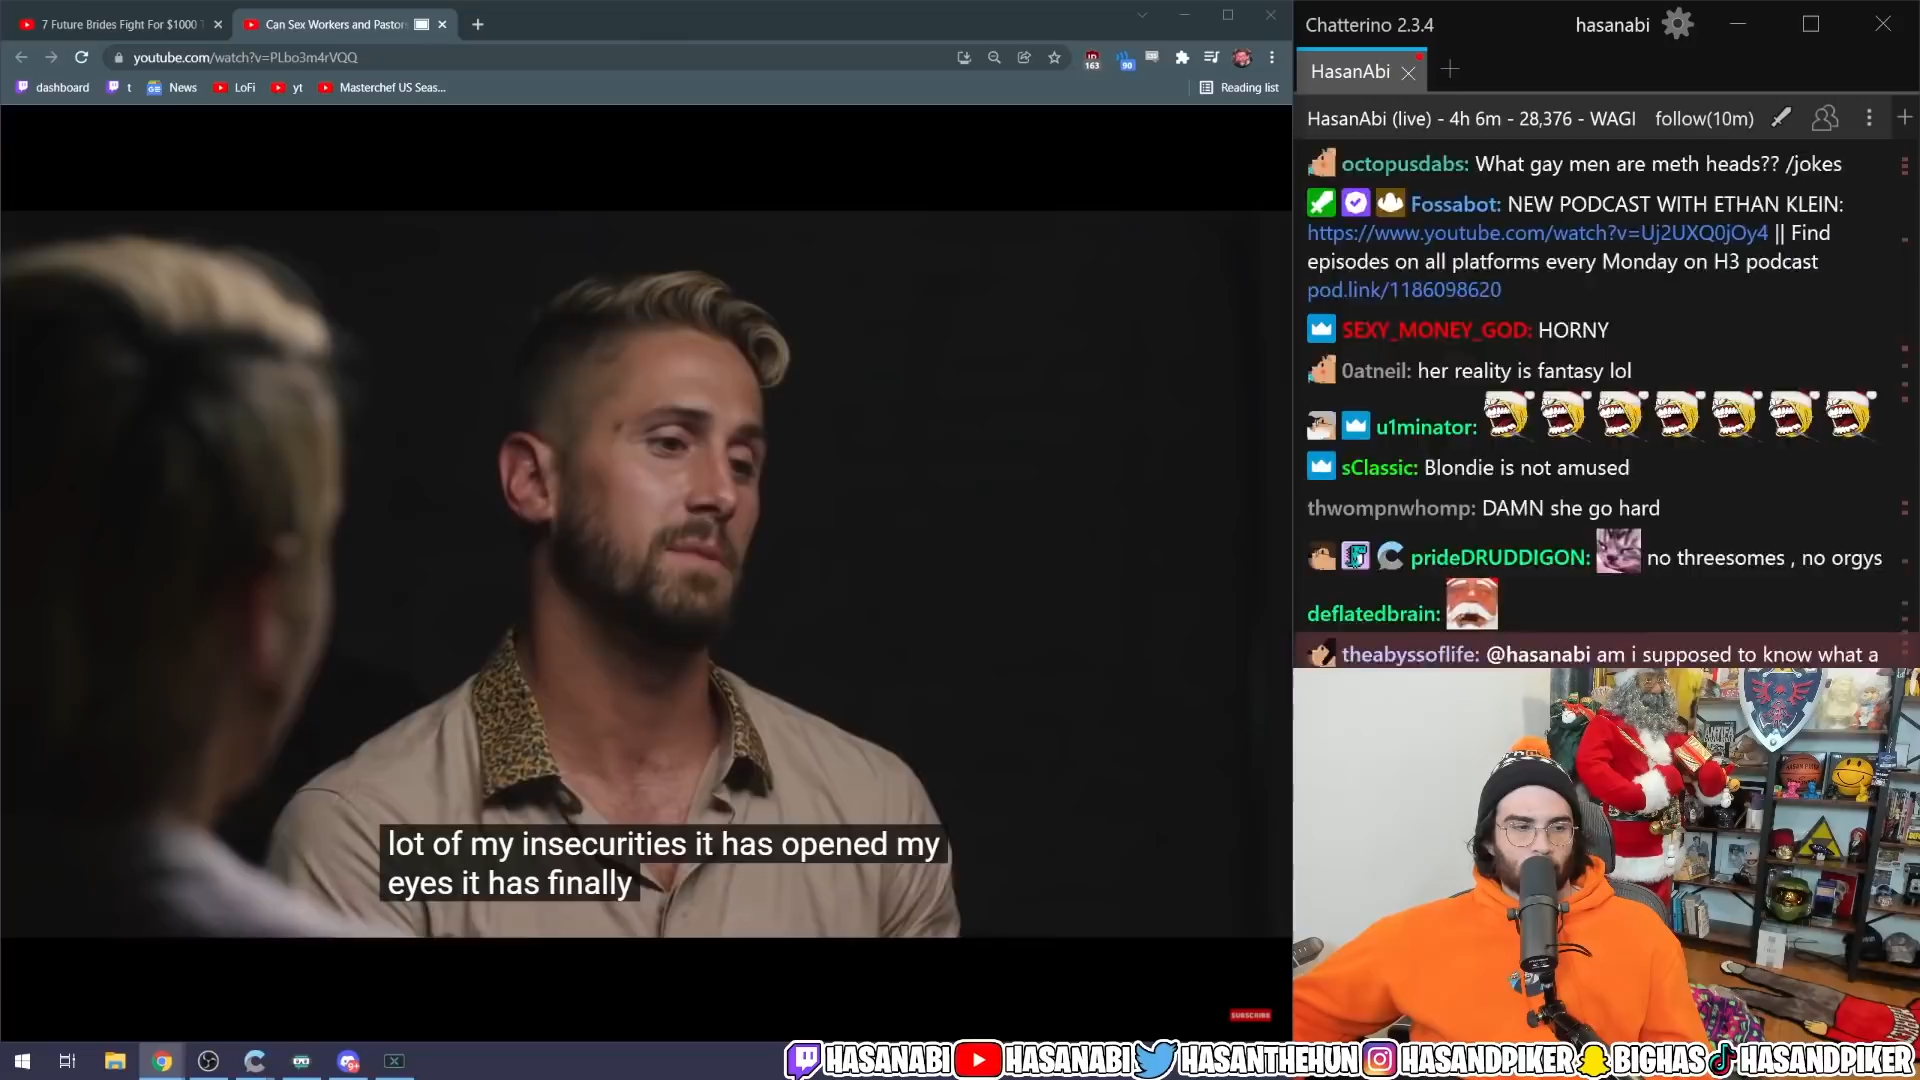 7 Future Brides Fight For $1000
Can Sex Workers and Pastor
youtube.com/watch?v=PLbo3m4rVQQ
163
90
dashboard
t
News
LoFi
yt
Masterchef US Seas...
Reading list
lot of my insecurities it has opened my
eyes it has finally
SUBSCRIBE
Chatterino 2.3.4
hasanabi
HasanAbi
HasanAbi (live) - 4h 6m - 28,376 - WAGI
follow(10m)
octopusdabs: What gay men are meth heads?? /jokes
Fossabot: NEW PODCAST WITH ETHAN KLEIN:
https://www.youtube.com/watch?v=Uj2UXQ0jOy4 || Find
episodes on all platforms every Monday on H3 podcast
pod.link/1186098620
SEXY_MONEY_GOD: HORNY
0atneil: her reality is fantasy lol
u1minator:
sClassic: Blondie is not amused
thwompnwhomp: DAMN she go hard
prideDRUDDIGON: no threesomes , no orgys
deflatedbrain:
theabyssoflife: @hasanabi am i supposed to know what a
ANTIFA
HASANABI
HASANABI
HASANTHEHUN
HASANDPIKER
BIGHAS
HASANDPIKER